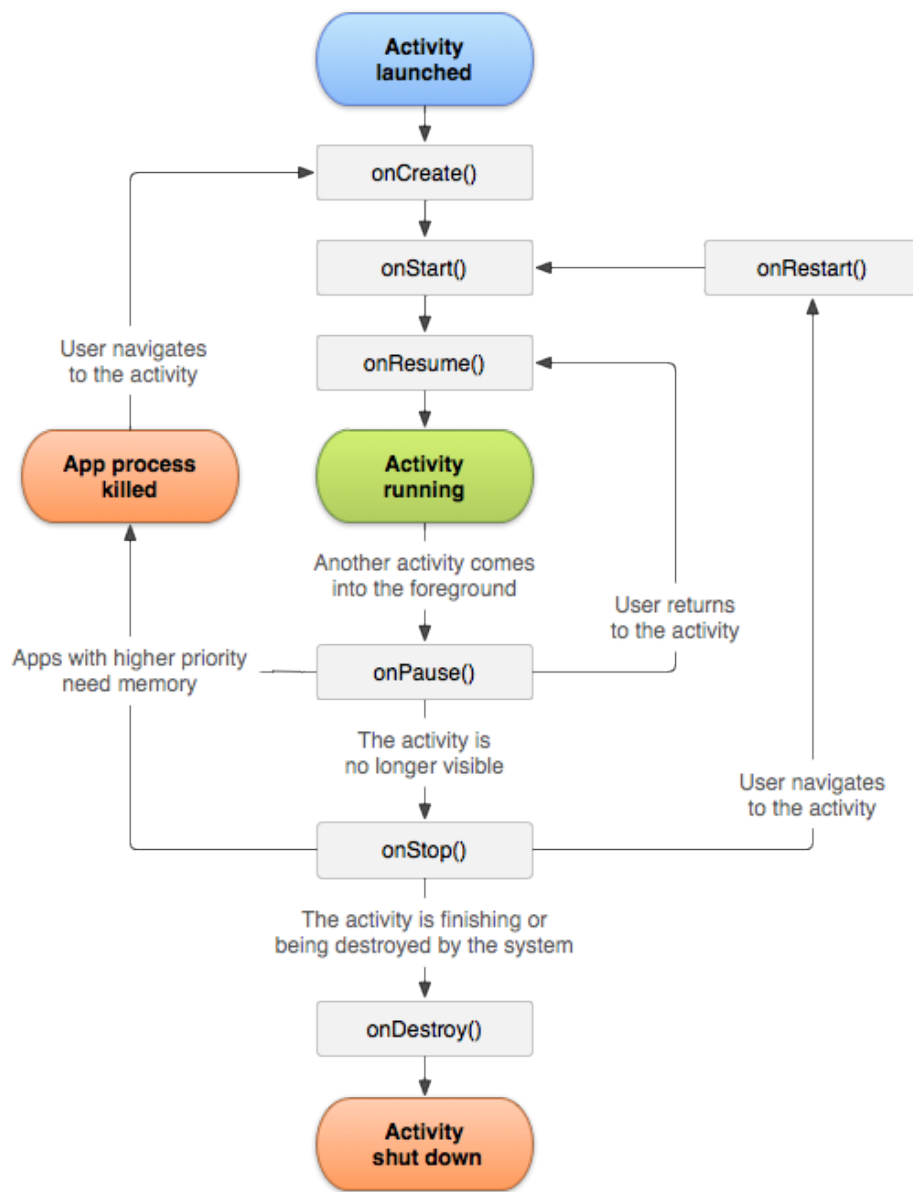 Activity
launched
onCreate()
onStart()
onRestart()
User navigates
to the activity
onResume()
App process
killed
Activity
running
Another activity comes
into the foreground
User returns
to the activity
Apps with higher priority
need memory
onPause()
The activity is
no longer visible
User navigates
to the activity
onStop()
The activity is finishing or
being destroyed by the system
onDestroy()
Activity
shut down